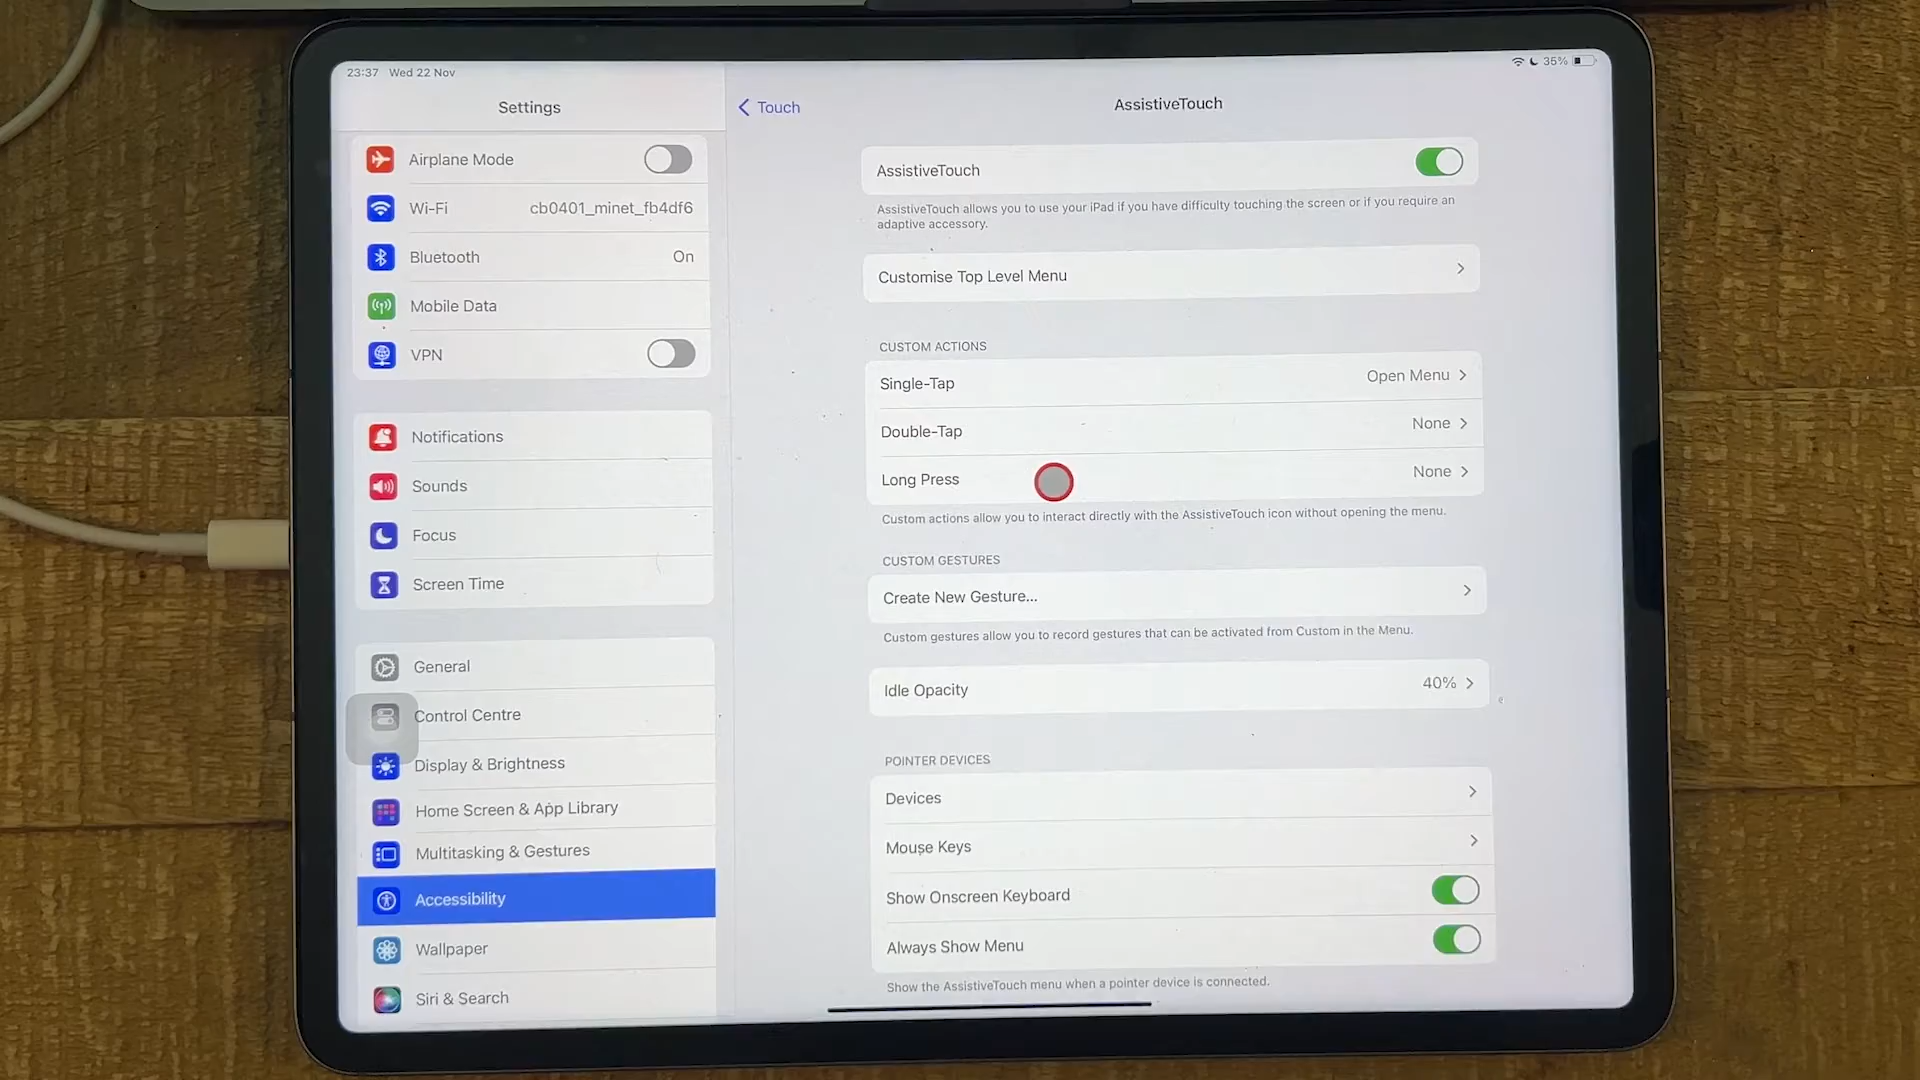 23:37 Wed 22 Nov
35%
Settings
Airplane Mode
Wi-Fi cb0401_minet_fb4df6
Bluetooth On
Mobile Data
VPN
Notifications
Sounds
Focus
Screen Time
General
Control Centre
Display & Brightness
Home Screen & App Library
Multitasking & Gestures
Accessibility
Wallpaper
Siri & Search
Touch
AssistiveTouch
AssistiveTouch
AssistiveTouch allows you to use your iPad if you have difficulty touching the screen or if you require an
adaptive accessory.
Customise Top Level Menu
CUSTOM ACTIONS
Single-Tap Open Menu
Double-Tap None
Long Press None
Custom actions allow you to interact directly with the AssistiveTouch icon without opening the menu.
CUSTOM GESTURES
Create New Gesture...
Custom gestures allow you to record gestures that can be activated from Custom in the Menu.
Idle Opacity 40%
POINTER DEVICES
Devices
Mouse Keys
Show Onscreen Keyboard
Always Show Menu
Show the AssistiveTouch menu when a pointer device is connected.